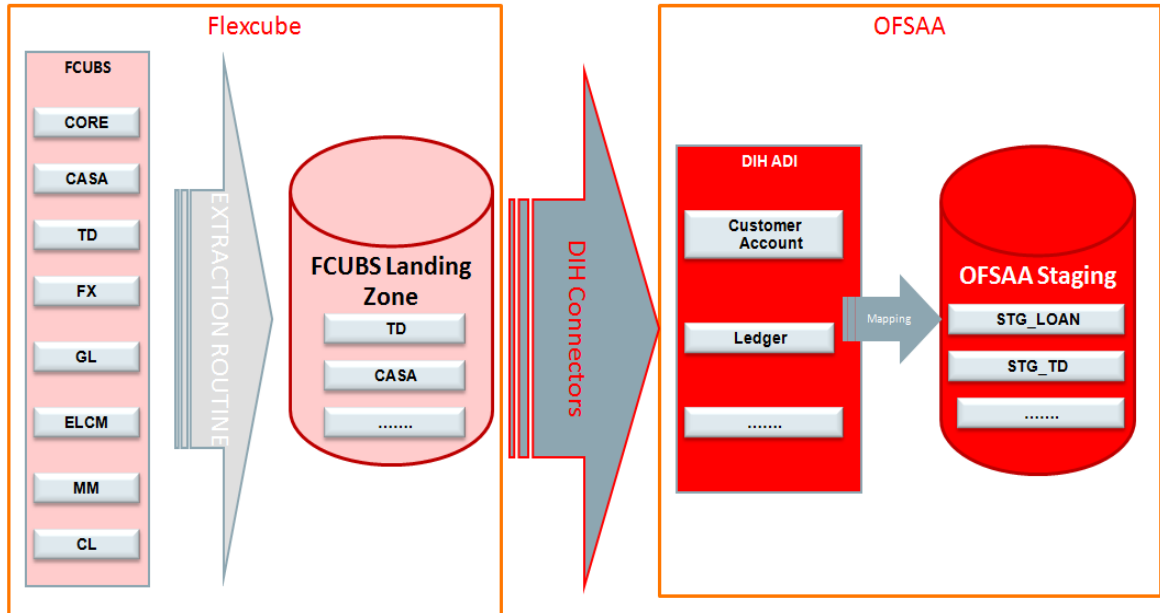 Flexcube
FCUBS
CORE
CASA
TD
FX
GL
ELCM
MM
CL
EXTRACTION ROUTINE
FCUBS Landing
Zone
TD
CASA
.......
DIH Connectors
OFSAA
DIH ADI
Customer
Account
Ledger
.......
Mapping
OFSAA Staging
STG_LOAN
STG_TD
.......